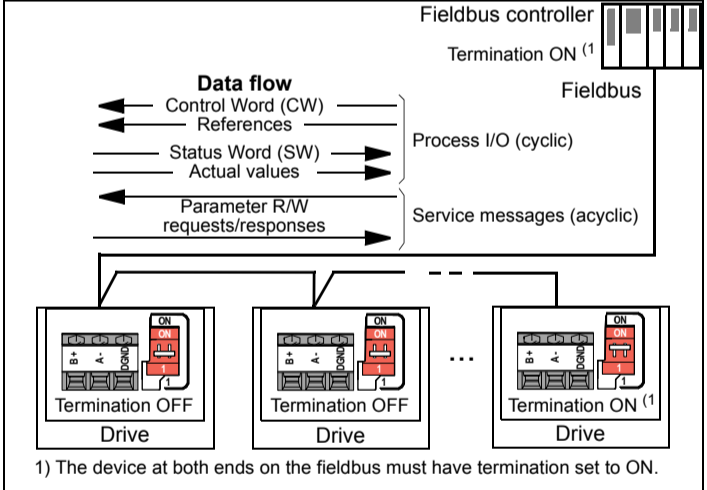 Fieldbus controller
Termination ON (1
Fieldbus
Data flow
Control Word (CW)
References
Status Word (SW)
Actual values
Process I/O (cyclic)
Parameter R/W
requests/responses
Service messages (acyclic)
B+ A- DGND ON ON 1 1
Termination OFF
Drive
B+ A- DGND ON ON 1 1
Termination OFF
Drive
...
B+ A- DGND ON ON 1 1
Termination ON (1
Drive
1) The device at both ends on the fieldbus must have termination set to ON.